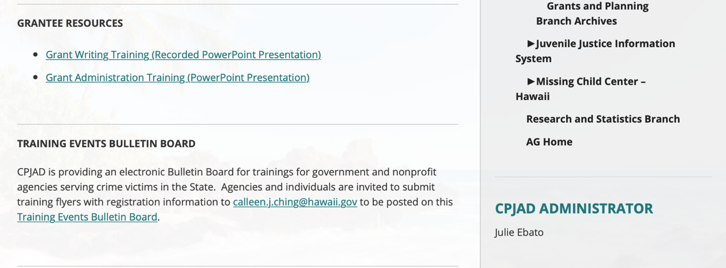 GRANTEE RESOURCES
• Grant Writing Training (Recorded PowerPoint Presentation)
• Grant Administration Training (PowerPoint Presentation)
TRAINING EVENTS BULLETIN BOARD
CPJAD is providing an electronic Bulletin Board for trainings for government and nonprofit
agencies serving crime victims in the State.  Agencies and individuals are invited to submit
training flyers with registration information to calleen.j.ching@hawaii.gov to be posted on this
Training Events Bulletin Board.
Grants and Planning
Branch Archives
►Juvenile Justice Information
System
►Missing Child Center –
Hawaii
Research and Statistics Branch
AG Home
CPJAD ADMINISTRATOR
Julie Ebato